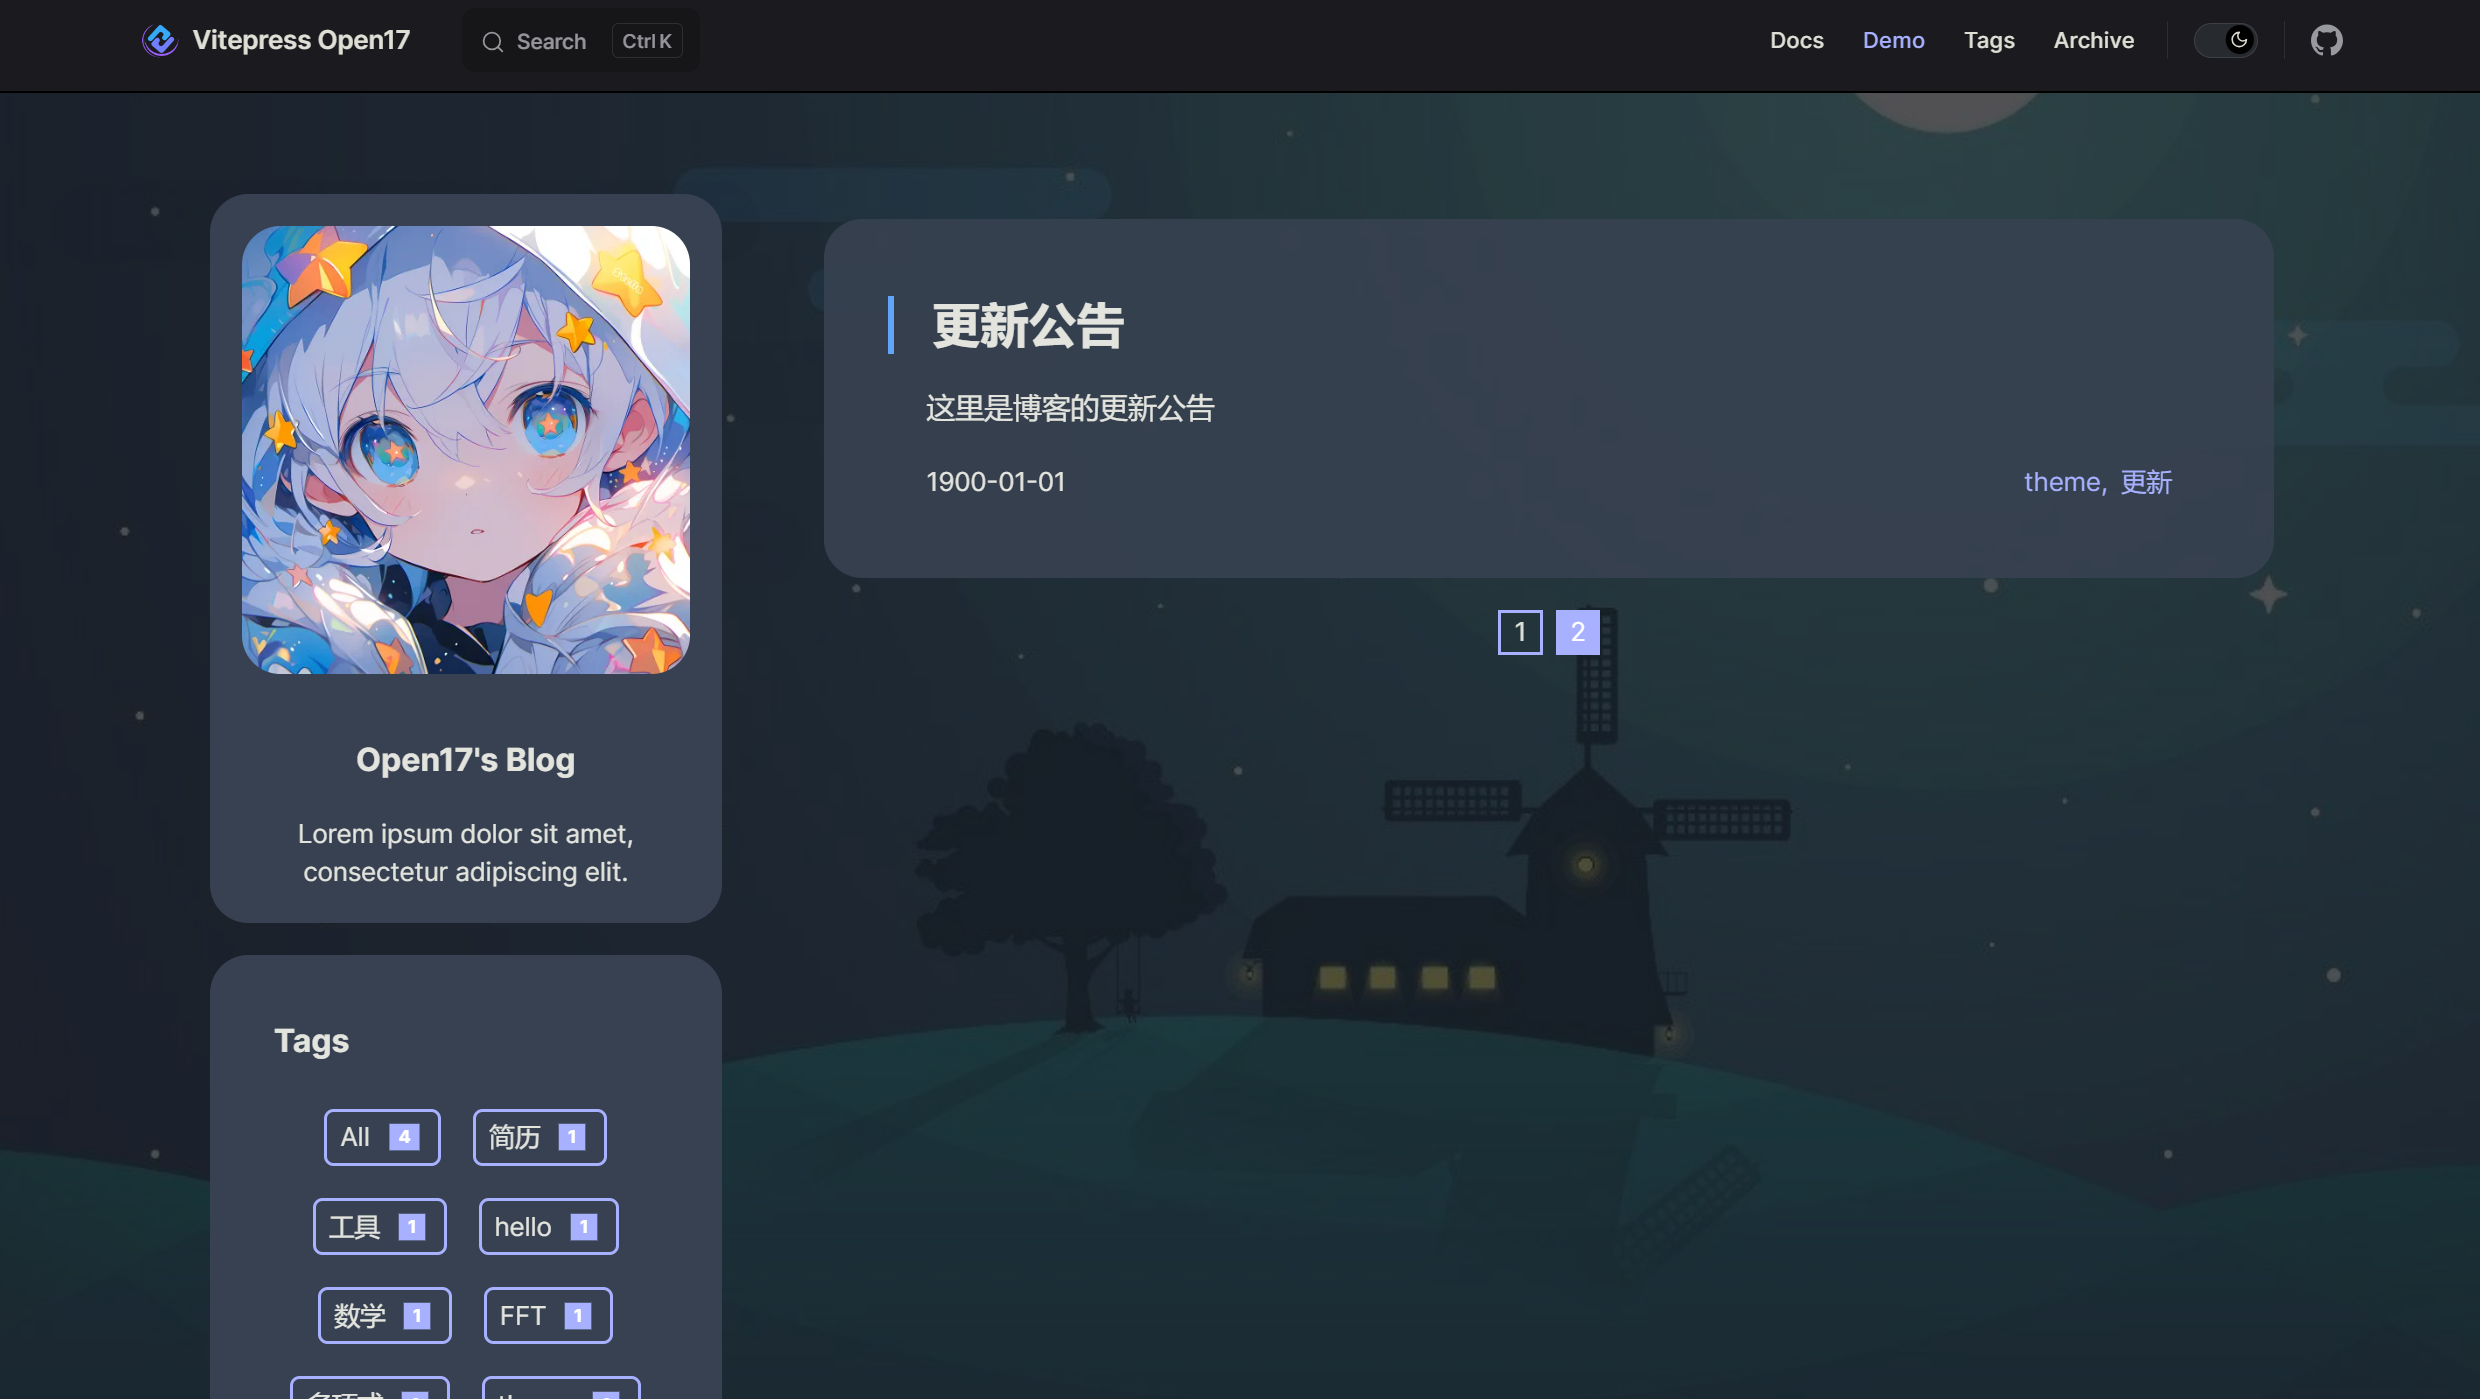 Vitepress Open17
Search
Ctrl K
Docs
Demo
Tags
Archive
更新公告
这里是博客的更新公告
1900-01-01
theme, 更新
1 2
Open17's Blog
Lorem ipsum dolor sit amet,
consectetur adipiscing elit.
Tags
All 4
简历 1
工具 1
hello 1
数学 1
FFT 1